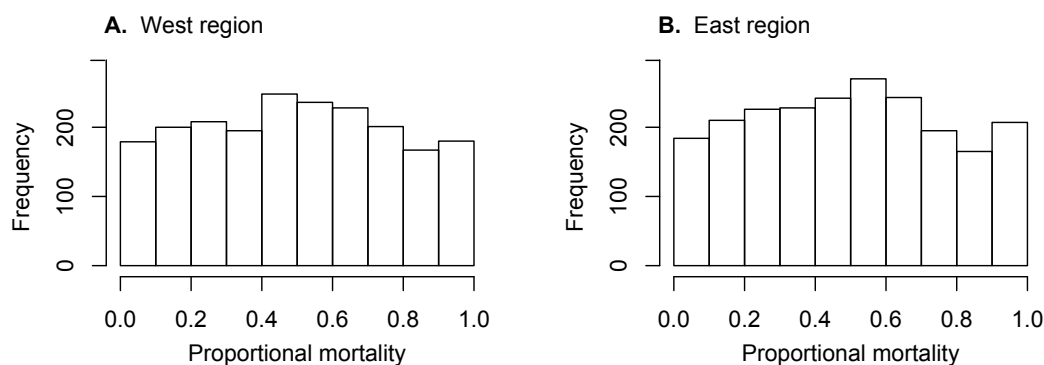 A. West region
Frequency
0
100
200
0.0 0.2 0.4 0.6 0.8 1.0
Proportional mortality
B. East region
Frequency
0
100
200
0.0 0.2 0.4 0.6 0.8 1.0
Proportional mortality